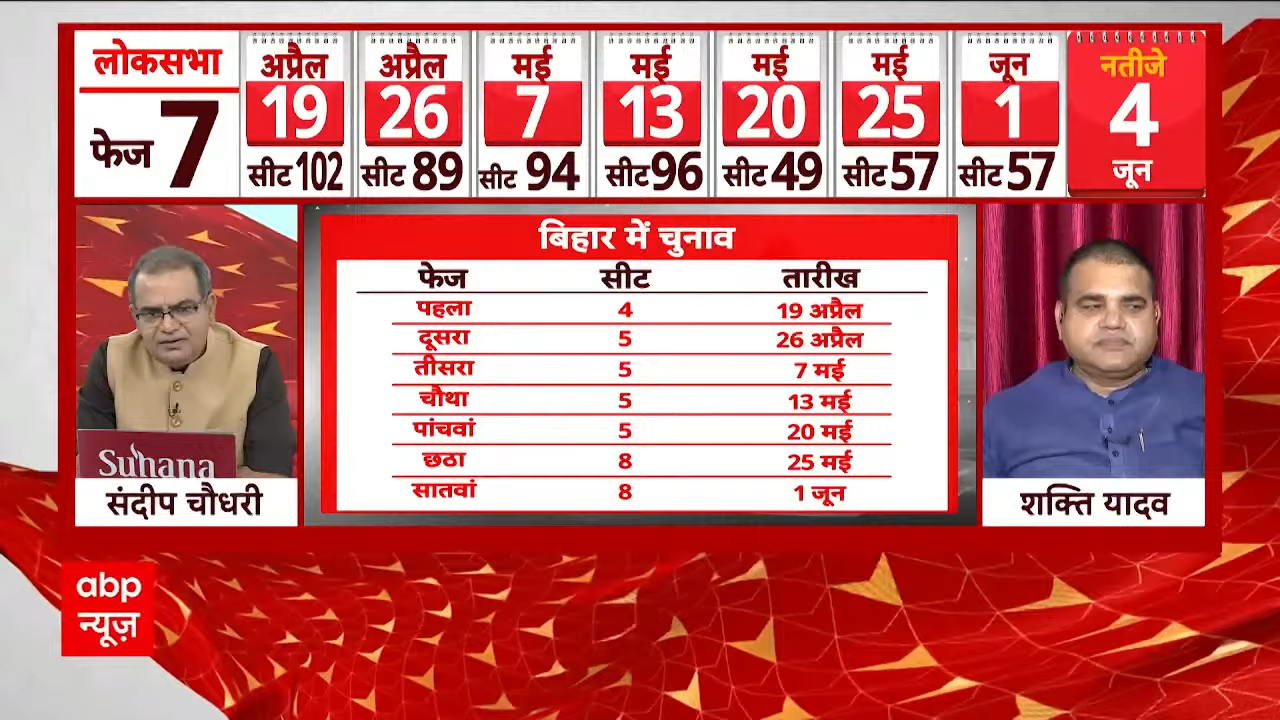 लोकसभा
फेज 7
अप्रैल
19
सीट 102
अप्रैल
26
सीट 89
मई
7
सीट 94
मई
13
सीट 96
मई
20
सीट 49
मई
25
सीट 57
जून
1
सीट 57
नतीजे
4
जून
बिहार में चुनाव
फेज सीट तारीख
पहला 4 19 अप्रैल
दूसरा 5 26 अप्रैल
तीसरा 5 7 मई
चौथा 5 13 मई
पांचवां 5 20 मई
छठा 8 25 मई
सातवां 8 1 जून
Suhana
संदीप चौधरी
शक्ति यादव
abp
न्यूज़